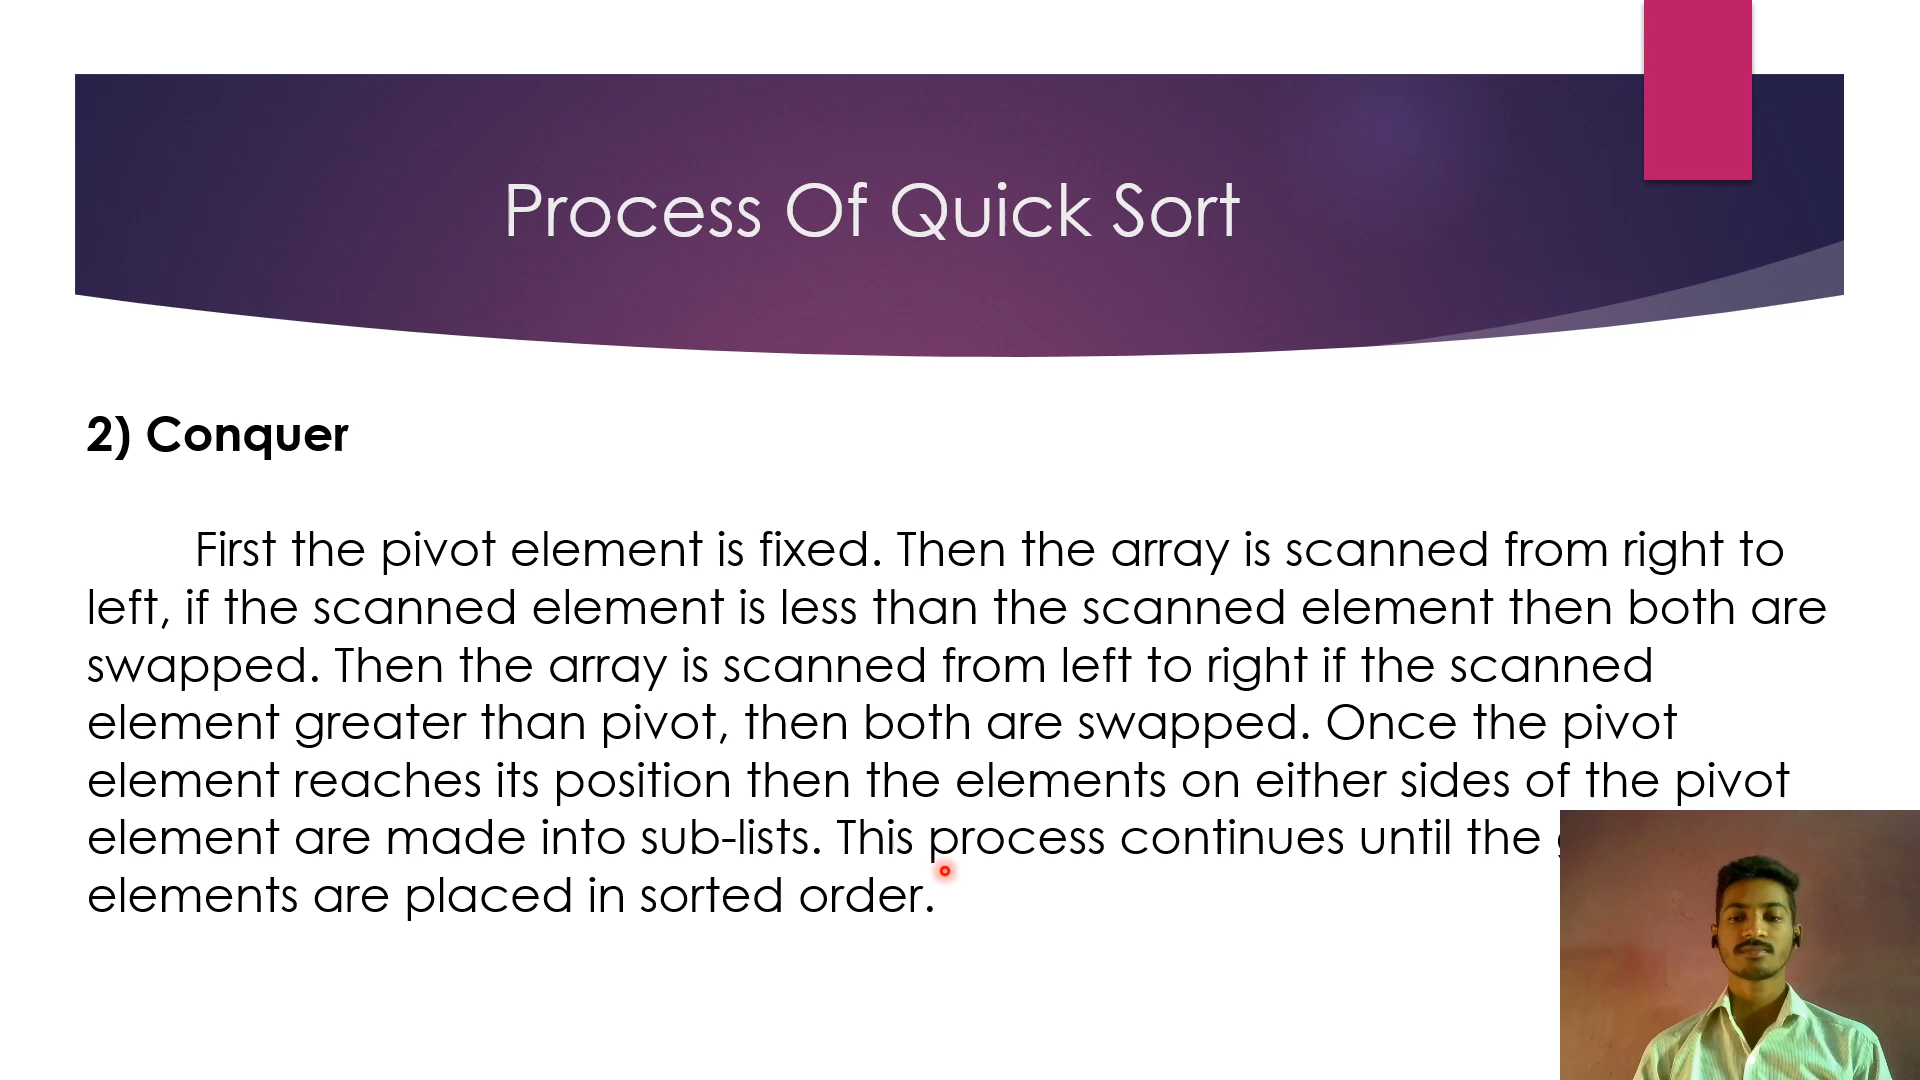 Process Of Quick Sort
2) Conquer
First the pivot element is fixed. Then the array is scanned from right to
left, if the scanned element is less than the scanned element then both are
swapped. Then the array is scanned from left to right if the scanned
element greater than pivot, then both are swapped. Once the pivot
element reaches its position then the elements on either sides of the pivot
element are made into sub-lists. This process continues until the
elements are placed in sorted order.